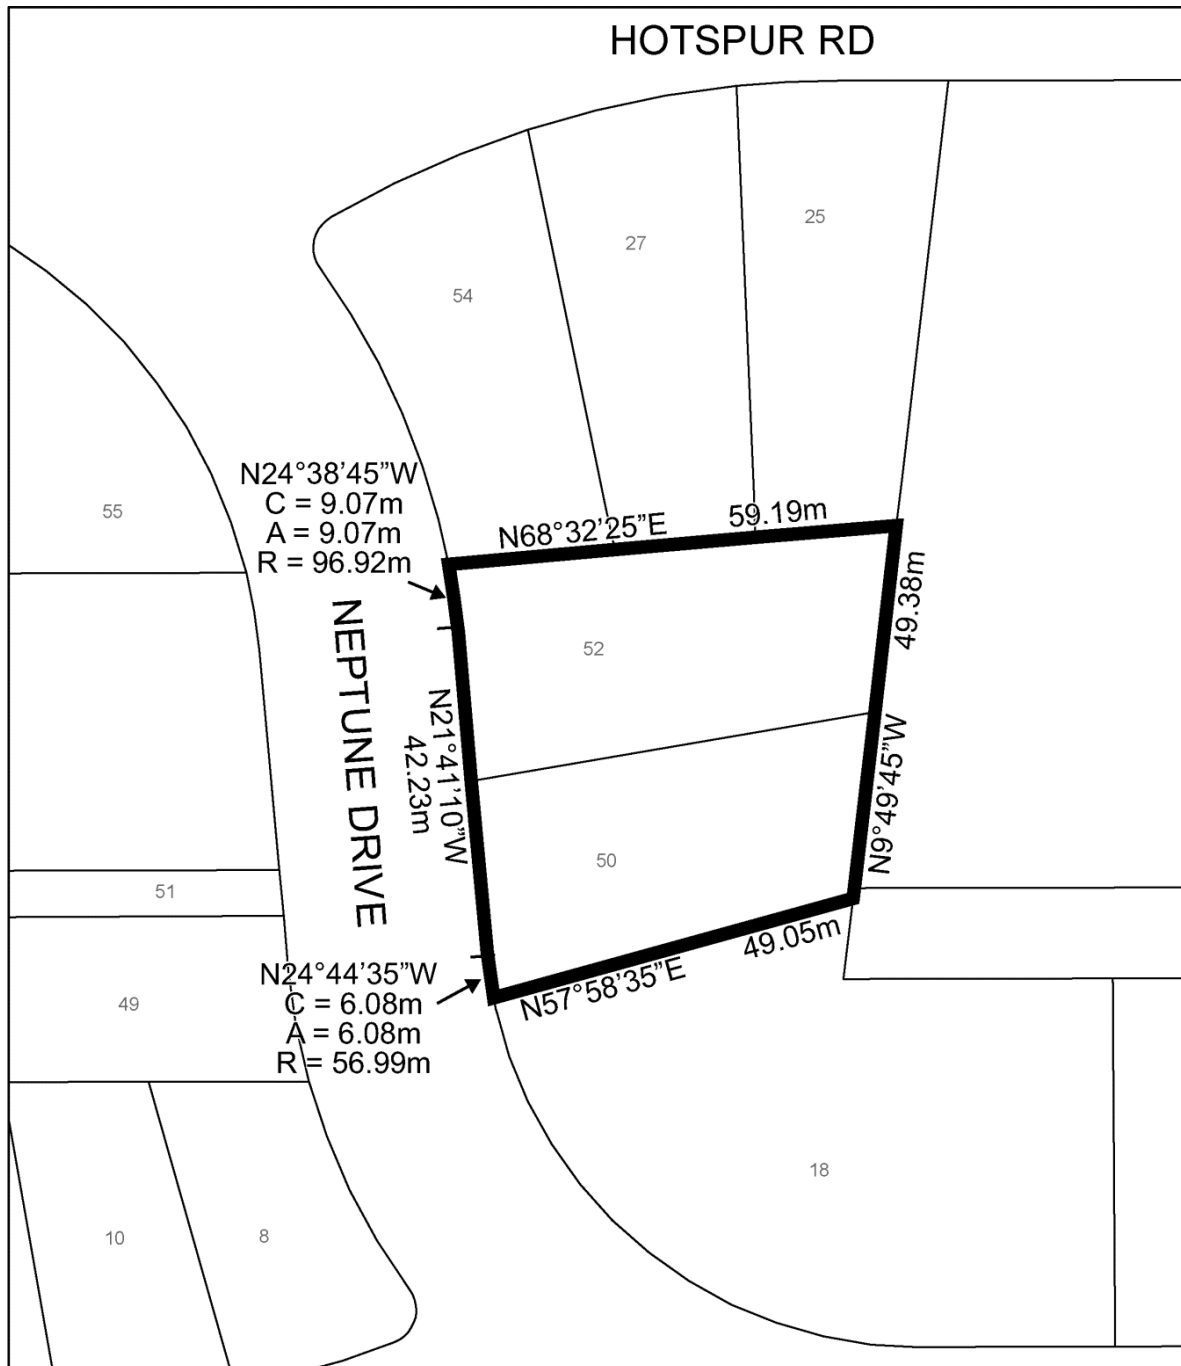 HOTSPUR RD
25
27
54
N24°38’45”W
C = 9.07m
A = 9.07m
R = 96.92m
55
N68°32’25”E
59.19m
49.38m
NEPTUNE DRIVE
52
N21°41’10”W
42.23m
N9°49’45”W
50
51
49.05m
N57°58’35”E
N24°44’35”W
C = 6.08m
A = 6.08m
R = 56.99m
49
18
10
8